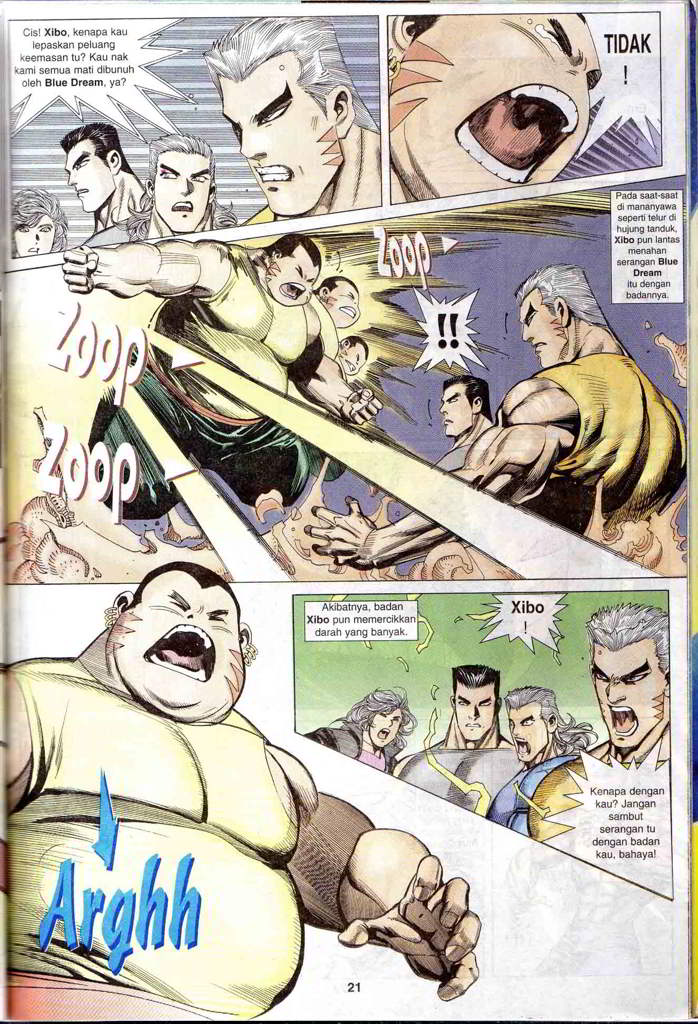 Cis! Xibo, kenapa kau
lepaskan peluang
keemasan tu? Kau nak
kami semua mati dibunuh
oleh Blue Dream, ya?
TIDAK
!
Pada saat-saat
di mananyawa
seperti telur di
hujung tanduk,
Xibo pun lantas
menahan
serangan Blue
Dream
itu dengan
badannya.
Zoop
!!
Zoop
Zoop
Akibatnya, badan
Xibo pun memercikkan
darah yang banyak.
Xibo
!
Kenapa dengan
kau? Jangan
sambut
serangan tu
dengan badan
kau, bahaya!
Arghh
21